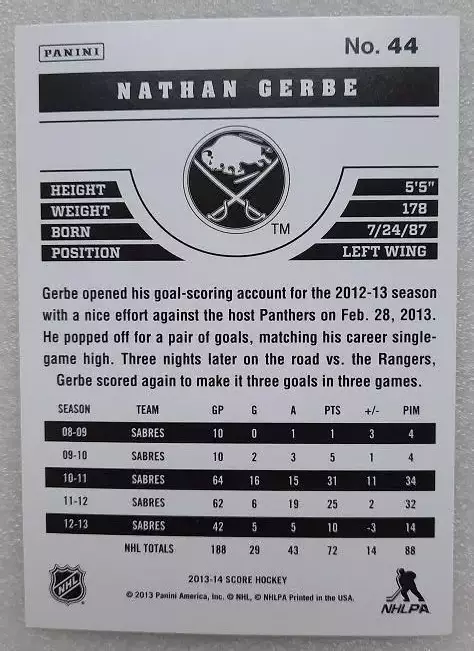 PANINI
No. 44
NATHAN GERBE
HEIGHT 5'5"
WEIGHT 178
BORN 7/24/87
POSITION LEFT WING
TM
Gerbe opened his goal-scoring account for the 2012-13 season
with a nice effort against the host Panthers on Feb. 28, 2013.
He popped off for a pair of goals, matching his career single-
game high. Three nights later on the road vs. the Rangers,
Gerbe scored again to make it three goals in three games.
SEASON TEAM GP G A PTS +/- PIM
08-09 SABRES 10 0 1 1 3 4
09-10 SABRES 10 2 3 5 1 4
10-11 SABRES 64 16 15 31 11 34
11-12 SABRES 62 6 19 25 2 32
12-13 SABRES 42 5 5 10 -3 14
NHL TOTALS 188 29 43 72 14 88
2013-14 SCORE HOCKEY
© 2013 Panini America, Inc. © NHL, © NHLPA Printed in the USA.
NHL
NHLPA